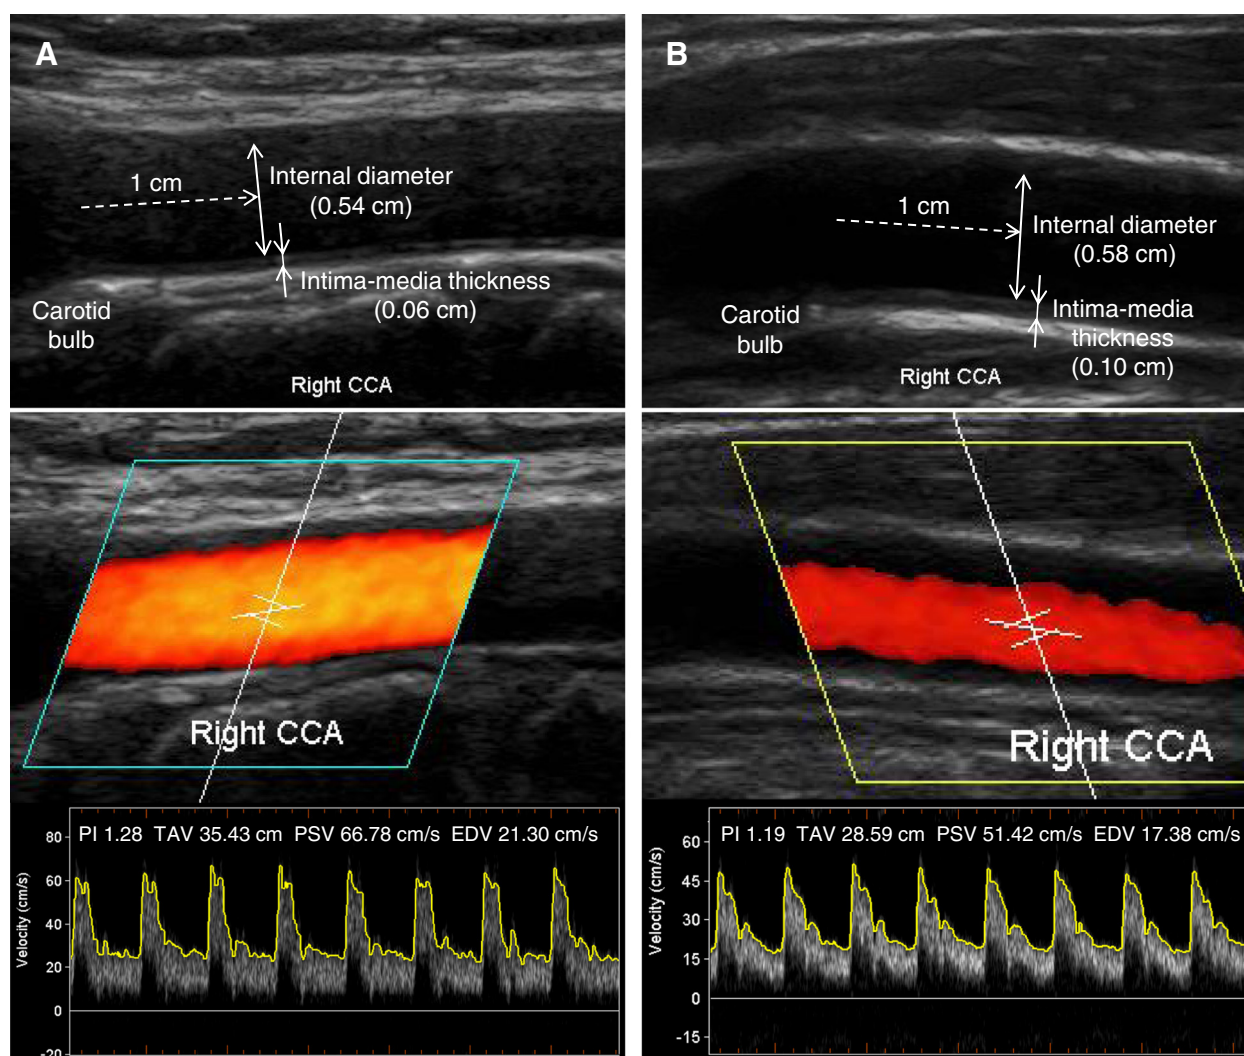 A
1 cm
Internal diameter
(0.54 cm)
Intima-media thickness
(0.06 cm)
Carotid
bulb
Right CCA
B
1 cm
Internal diameter
(0.58 cm)
Intima-media
thickness
(0.10 cm)
Carotid
bulb
Right CCA
Right CCA
Right CCA
PI 1.28 TAV 35.43 cm PSV 66.78 cm/s EDV 21.30 cm/s
Velocity (cm/s)
80
60
40
20
0
-20
PI 1.19 TAV 28.59 cm PSV 51.42 cm/s EDV 17.38 cm/s
Velocity (cm/s)
60
45
30
15
0
-15